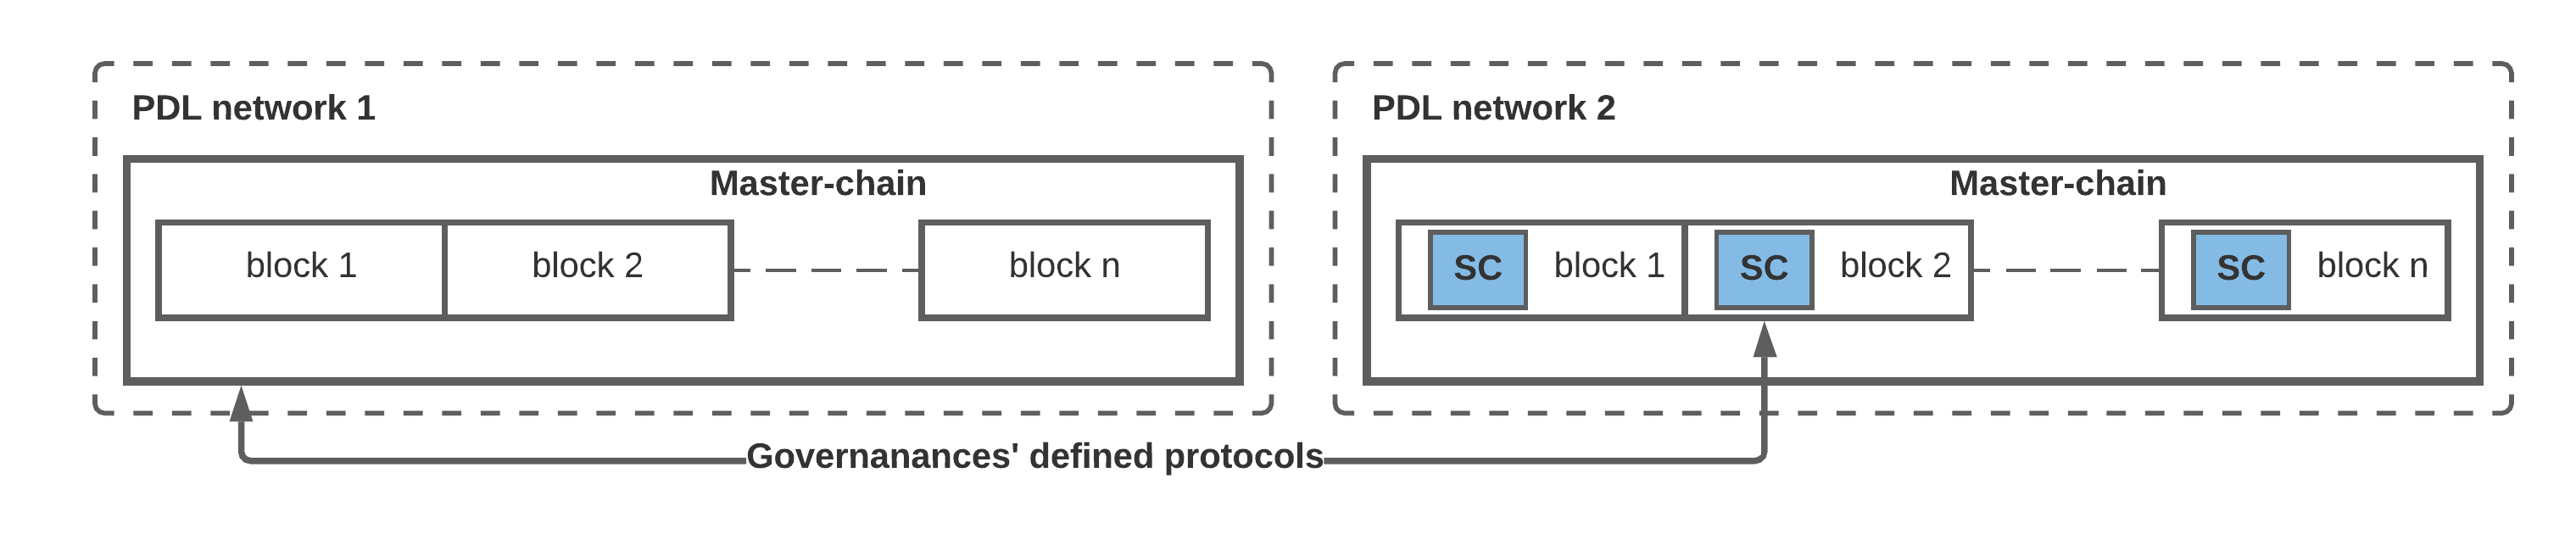 PDL network 1
Master-chain
block 1
block 2
block n
PDL network 2
Master-chain
SC
block 1
SC
block 2
SC
block n
Governanances' defined protocols